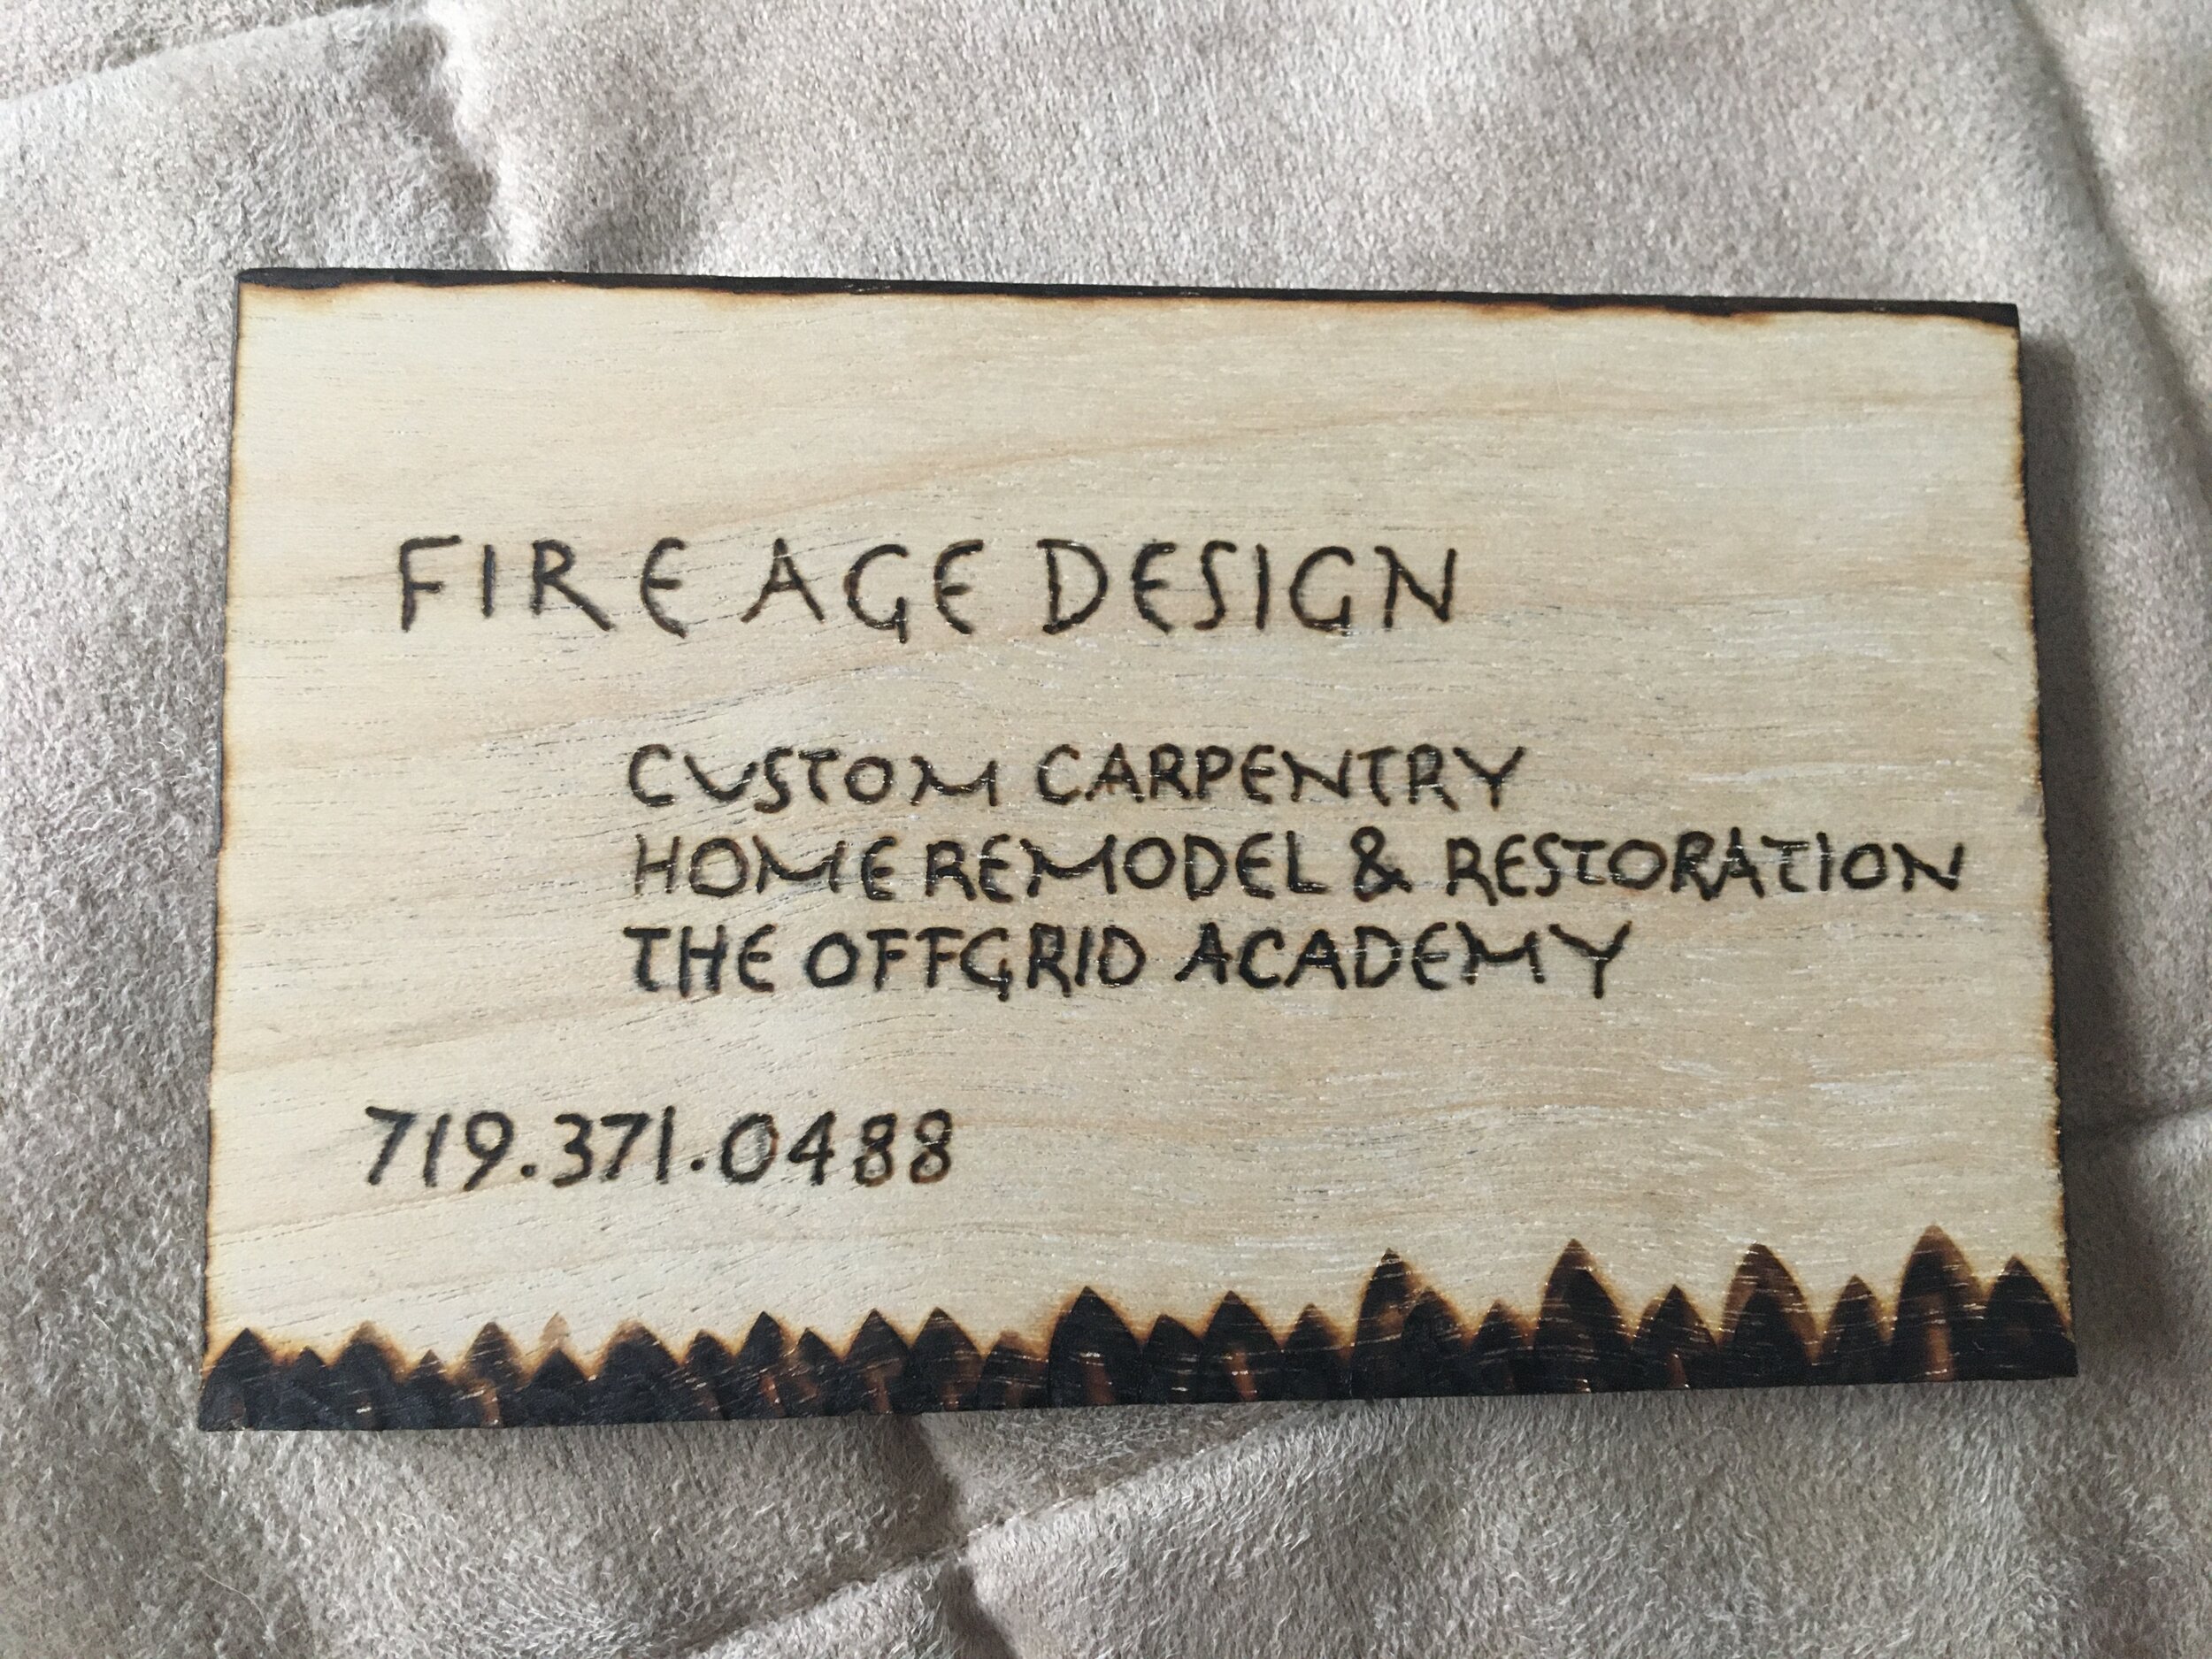 FIRE AGE DESIGN
CUSTOM CARPENTRY
HOME REMODEL & RESTORATION
THE OFFGRID ACADEMY
719.371.0488